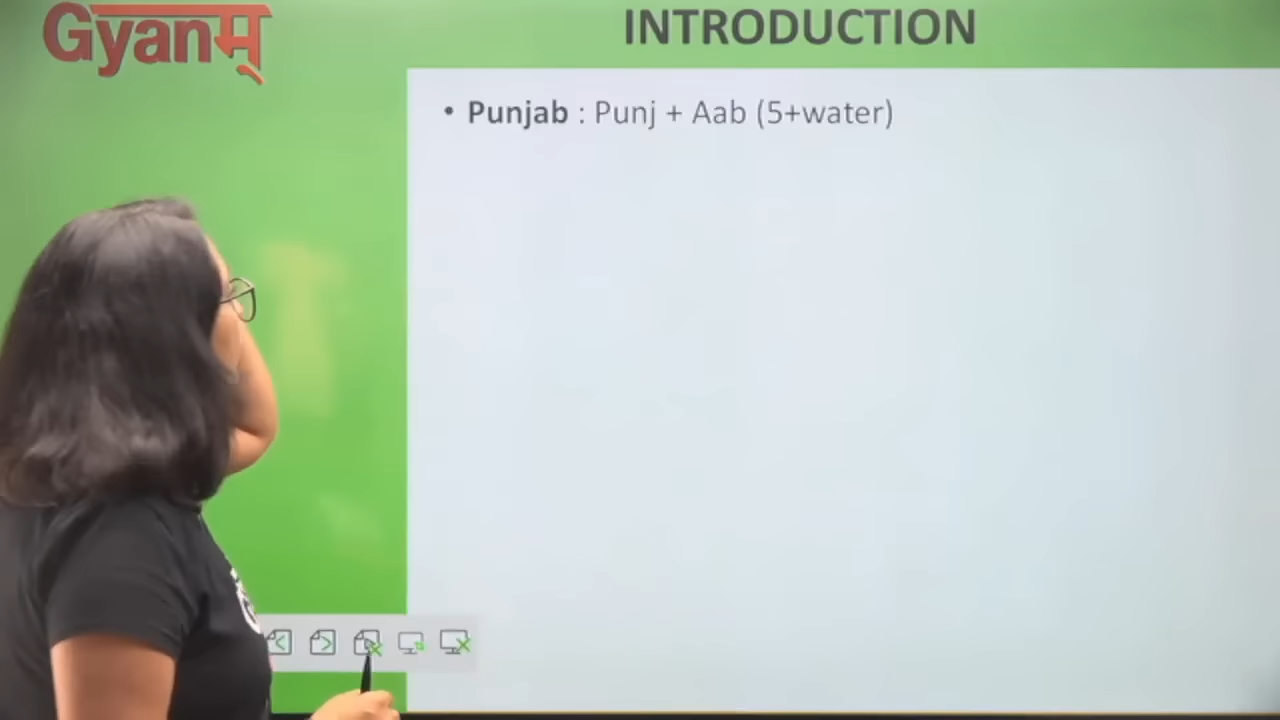 Gyanम्
INTRODUCTION
• Punjab : Punj + Aab (5+water)